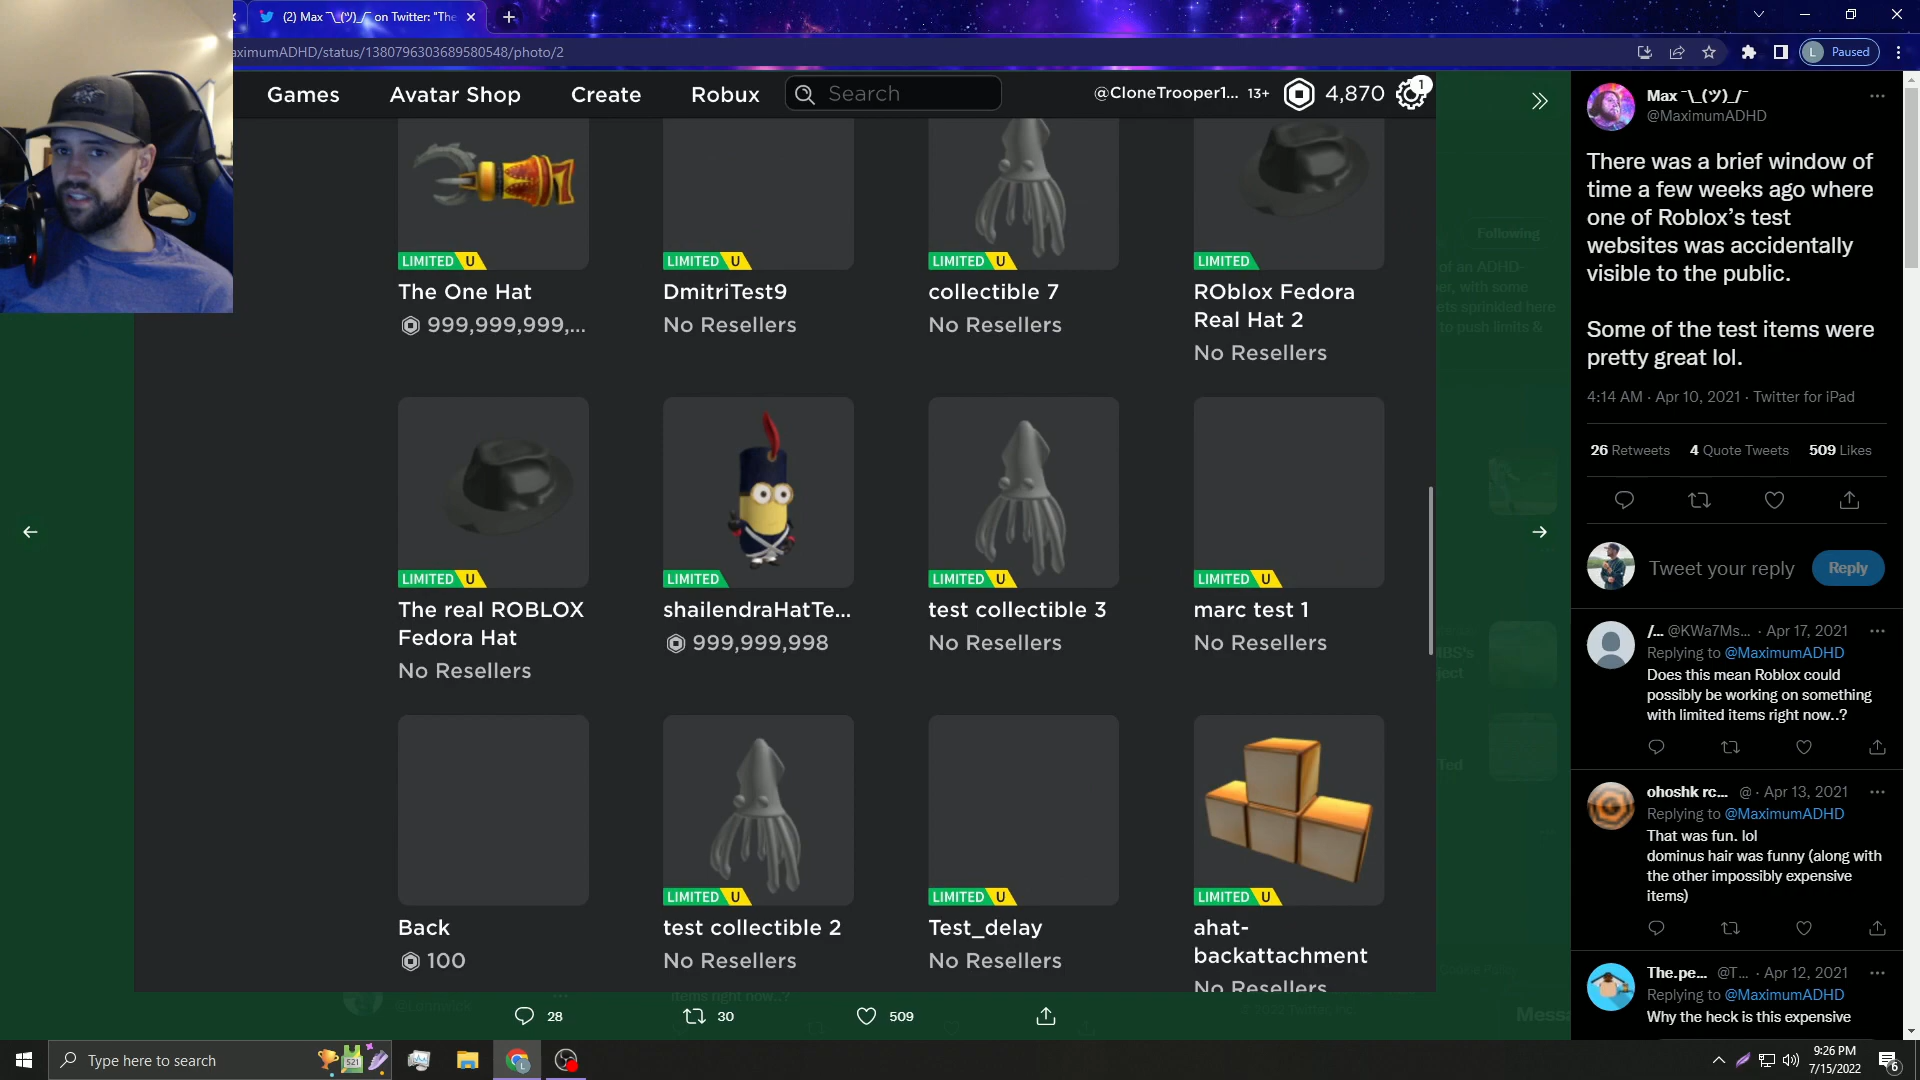 (2) Max ¯\_(ツ)_/¯ on Twitter: "The
aximumADHD/status/1380796303689580548/photo/2
L Paused
Games Avatar Shop Create Robux Search @CloneTrooper1... 13+ 4,870 1
LIMITED U
The One Hat
999,999,999,...
LIMITED U
DmitriTest9
No Resellers
LIMITED U
collectible 7
No Resellers
LIMITED
ROblox Fedora
Real Hat 2
No Resellers
LIMITED U
The real ROBLOX
Fedora Hat
No Resellers
LIMITED
shailendraHatTe...
999,999,998
LIMITED U
test collectible 3
No Resellers
LIMITED U
marc test 1
No Resellers
Back
100
LIMITED U
test collectible 2
No Resellers
LIMITED U
Test_delay
No Resellers
LIMITED U
ahat-
backattachment
No Resellers
28 30 509
Following
Max ¯\_(ツ)_/¯
@MaximumADHD
There was a brief window of
time a few weeks ago where
one of Roblox's test
websites was accidentally
visible to the public.
Some of the test items were
pretty great lol.
4:14 AM · Apr 10, 2021 · Twitter for iPad
26 Retweets 4 Quote Tweets 509 Likes
Tweet your reply Reply
/... @KWa7Ms... · Apr 17, 2021
Replying to @MaximumADHD
Does this mean Roblox could
possibly be working on something
with limited items right now..?
ohoshk rc... @ · Apr 13, 2021
Replying to @MaximumADHD
That was fun. lol
dominus hair was funny (along with
the other impossibly expensive
items)
The.pe... @T... · Apr 12, 2021
Replying to @MaximumADHD
Why the heck is this expensive
Type here to search
521
9:26 PM
7/15/2022
6